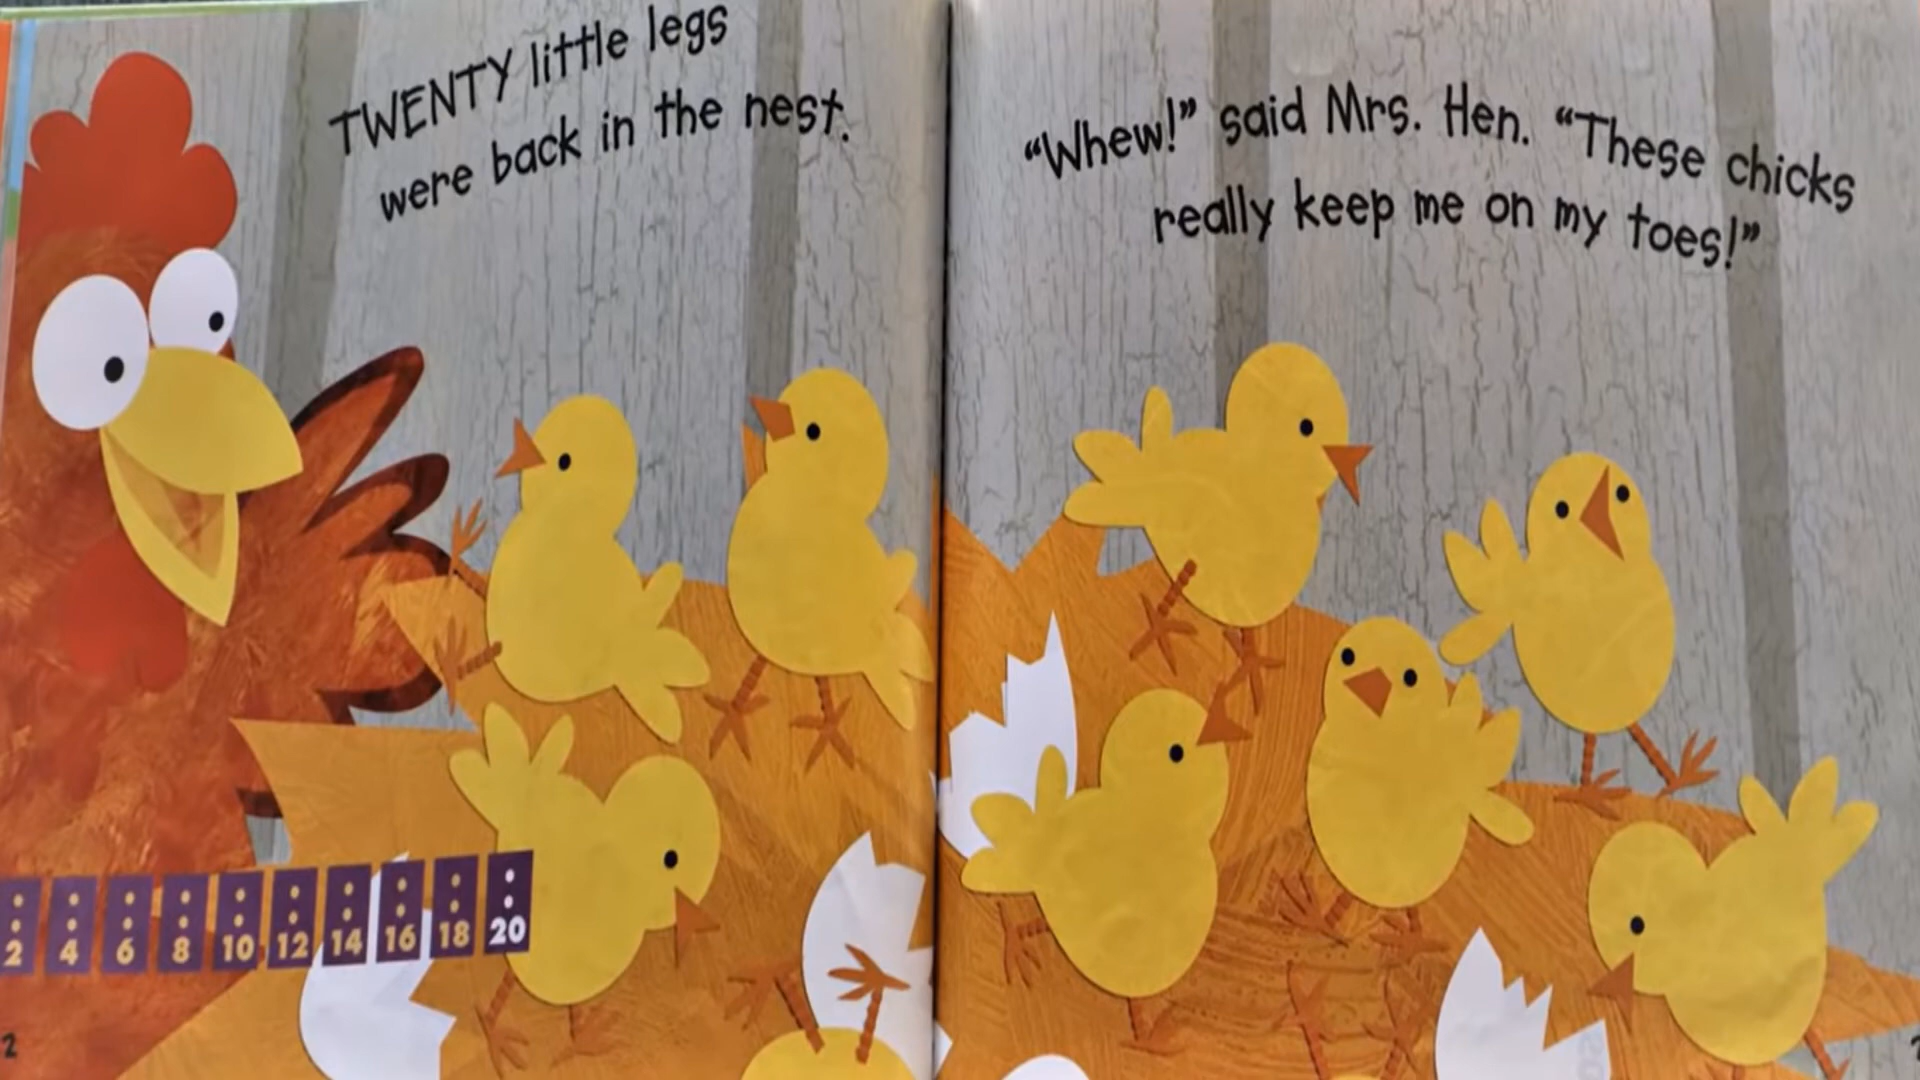 TWENTY little legs
were back in the nest.
“Whew!” said Mrs. Hen. “These chicks
really keep me on my toes!”
2 4 6 8 10 12 14 16 18 20
2